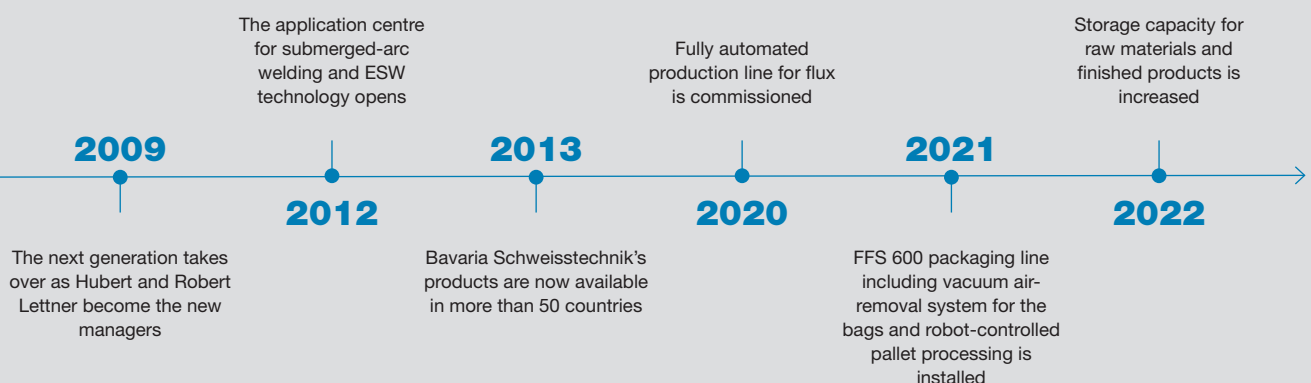 2009
The next generation takes
over as Hubert and Robert
Lettner become the new
managers
The application centre
for submerged-arc
welding and ESW
technology opens
2012
2013
Bavaria Schweisstechnik’s
products are now available
in more than 50 countries
Fully automated
production line for flux
is commissioned
2020
2021
FFS 600 packaging line
including vacuum air-
removal system for the
bags and robot-controlled
pallet processing is
installed
Storage capacity for
raw materials and
finished products is
increased
2022